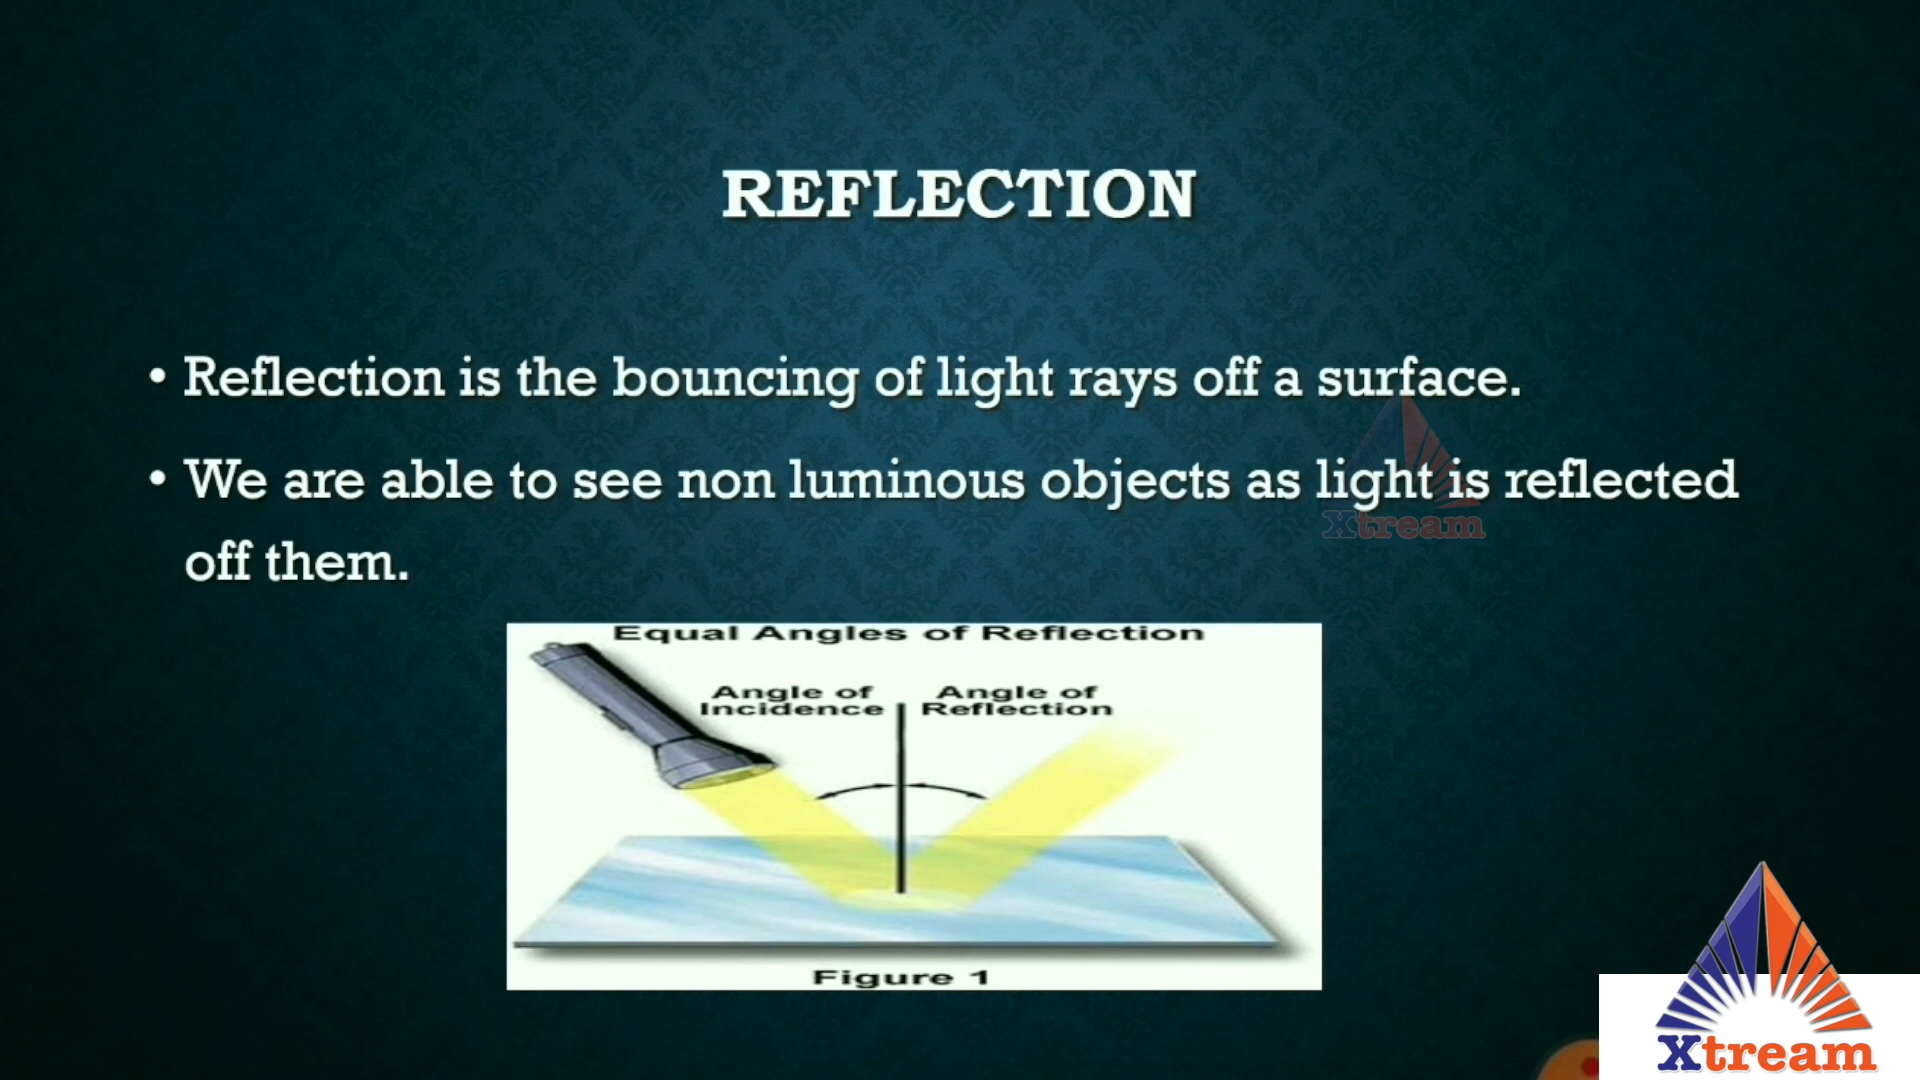 REFLECTION
• Reflection is the bouncing of light rays off a surface.
• We are able to see non luminous objects as light is reflected
off them.
Xtream
Equal Angles of Reflection
Angle of
Incidence
Angle of
Reflection
Figure 1
Xtream